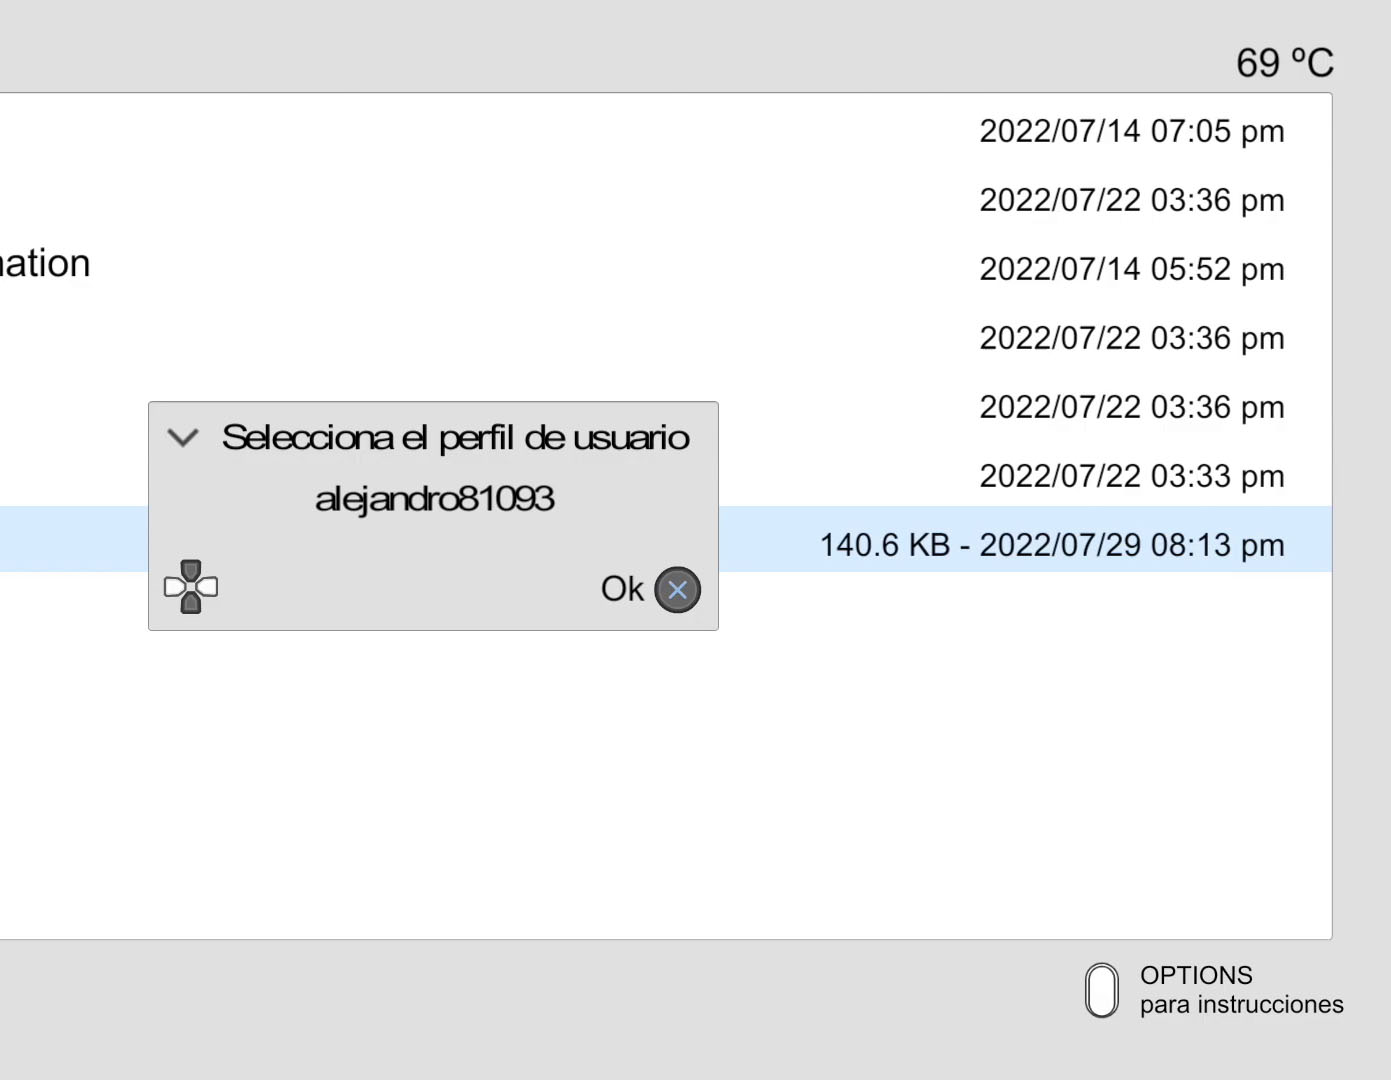 69 ºC
2022/07/14 07:05 pm
2022/07/22 03:36 pm
ation 2022/07/14 05:52 pm
2022/07/22 03:36 pm
2022/07/22 03:36 pm
Selecciona el perfil de usuario
2022/07/22 03:33 pm
alejandro81093
140.6 KB - 2022/07/29 08:13 pm
Ok
OPTIONS
para instrucciones